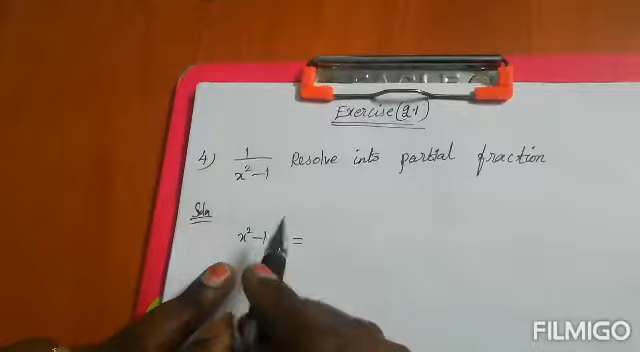 Exercise (2.1)
4) 1/(x²-1) Resolve into partial fraction
Soln
x²-1 =
FILMIGO